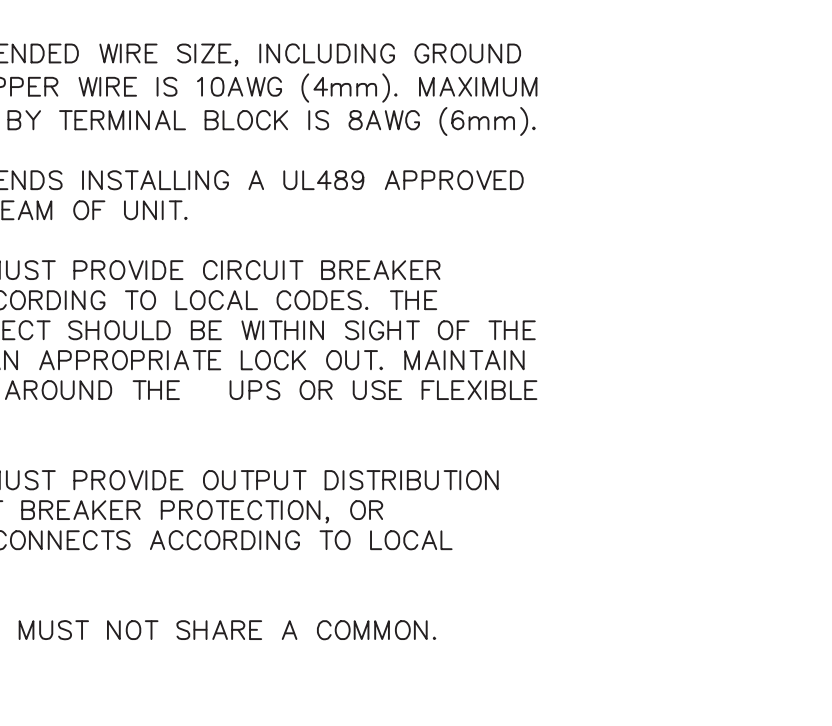 ENDED WIRE SIZE, INCLUDING GROUND
PPER WIRE IS 10AWG (4mm). MAXIMUM
BY TERMINAL BLOCK IS 8AWG (6mm).
ENDS INSTALLING A UL489 APPROVED
EAM OF UNIT.
MUST PROVIDE CIRCUIT BREAKER
CORDING TO LOCAL CODES. THE
ECT SHOULD BE WITHIN SIGHT OF THE
AN APPROPRIATE LOCK OUT. MAINTAIN
AROUND THE UPS OR USE FLEXIBLE
MUST PROVIDE OUTPUT DISTRIBUTION
T BREAKER PROTECTION, OR
CONNECTS ACCORDING TO LOCAL
MUST NOT SHARE A COMMON.